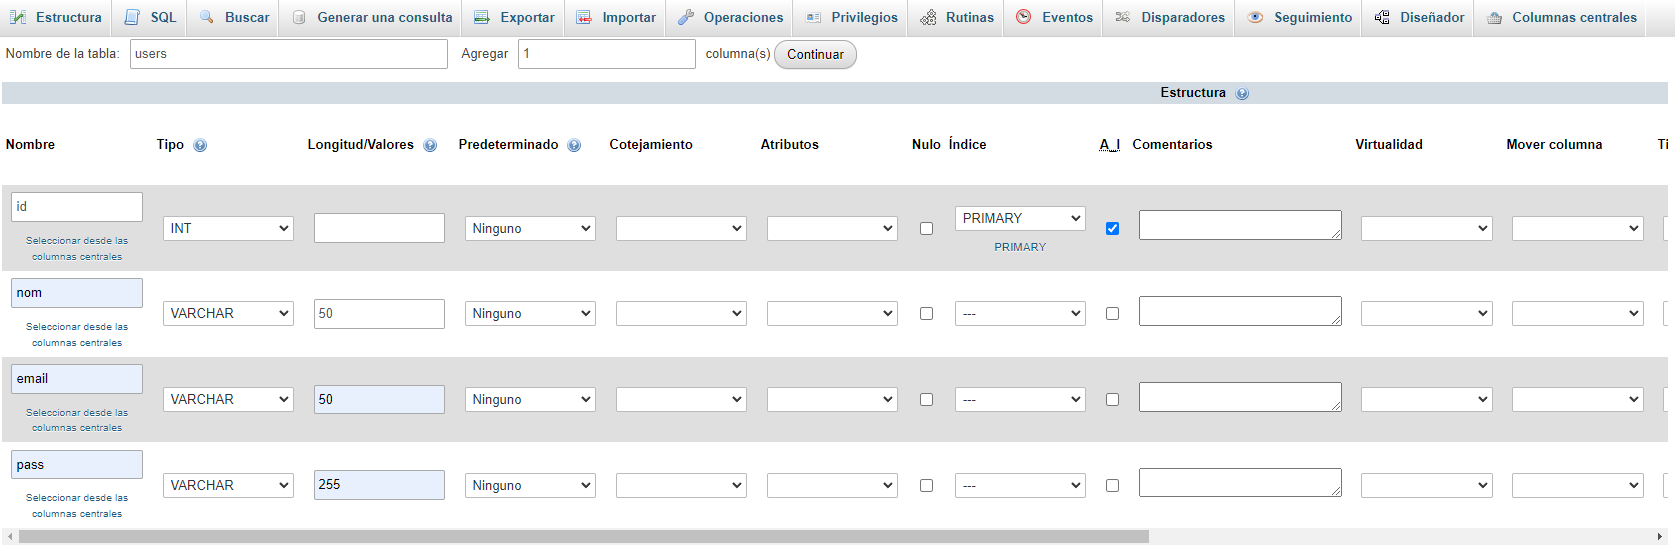 Estructura SQL Buscar Generar una consulta Exportar Importar Operaciones Privilegios Rutinas Eventos Disparadores Seguimiento Diseñador Columnas centrales
Nombre de la tabla: users Agregar 1 columna(s) Continuar
Estructura
Nombre Tipo Longitud/Valores Predeterminado Cotejamiento Atributos Nulo Índice A_I Comentarios Virtualidad Mover columna Ti
id
INT Ninguno PRIMARY
Seleccionar desde las
columnas centrales
PRIMARY
nom
VARCHAR 50 Ninguno ---
Seleccionar desde las
columnas centrales
email
VARCHAR 50 Ninguno ---
Seleccionar desde las
columnas centrales
pass
VARCHAR 255 Ninguno ---
Seleccionar desde las
columnas centrales